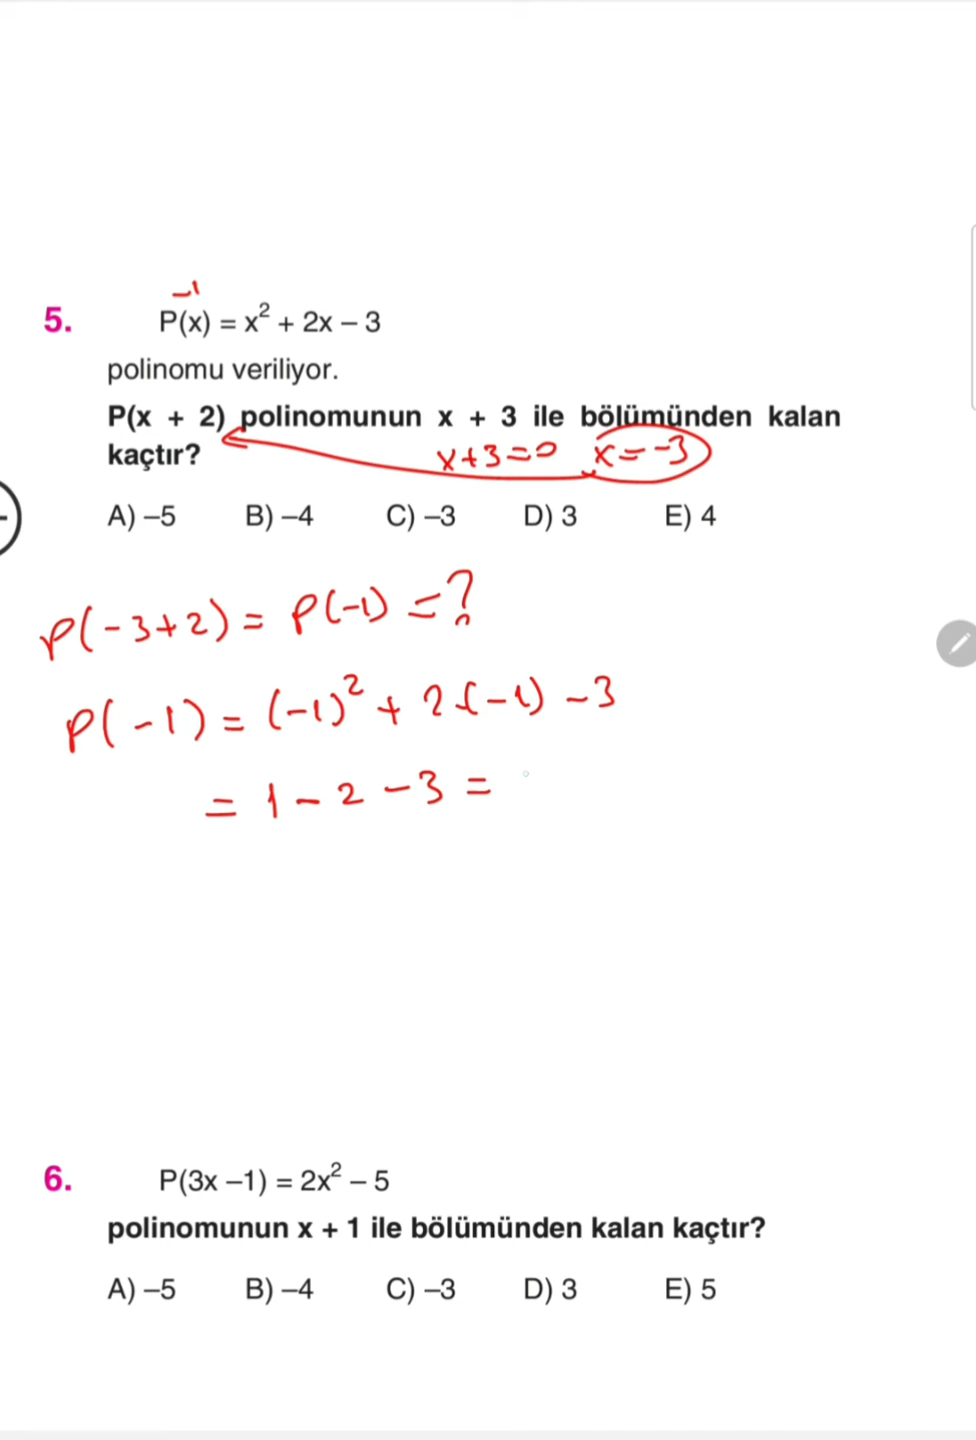 -1
5. P(x) = x² + 2x – 3
polinomu veriliyor.
P(x + 2) polinomunun x + 3 ile bölümünden kalan
kaçtır?
x+3=0 x=-3
A) –5 B) –4 C) –3 D) 3 E) 4
P(-3+2) = P(-1) = ?
P(-1) = (-1)² + 2.(-1) - 3
= 1 - 2 - 3 =
6. P(3x –1) = 2x² – 5
polinomunun x + 1 ile bölümünden kalan kaçtır?
A) –5 B) –4 C) –3 D) 3 E) 5